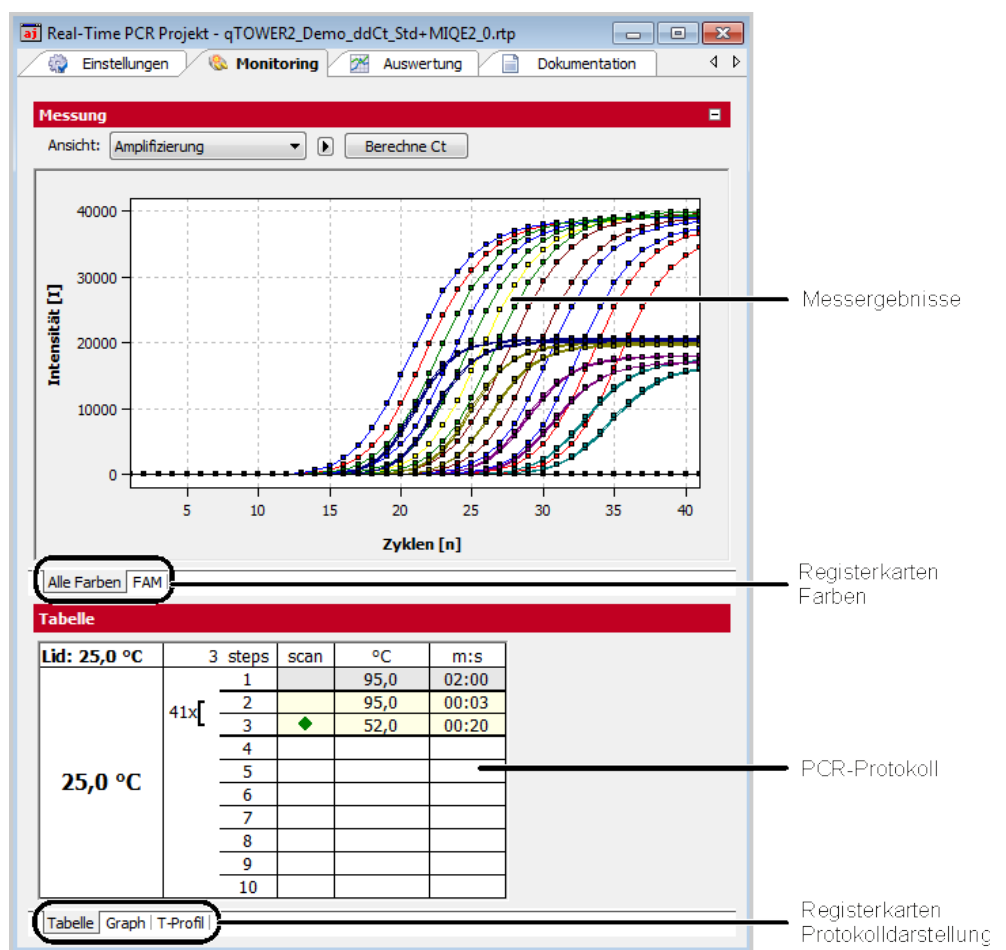 Real-Time PCR Projekt - qTOWER2_Demo_ddCt_Std+MIQE2_0.rtp
Einstellungen Monitoring Auswertung Dokumentation
Messung
Ansicht: Amplifizierung Berechne Ct
40000
30000
20000
10000
0
Intensität [I]
5 10 15 20 25 30 35 40
Zyklen [n]
Messergebnisse
Alle Farben FAM
Registerkarten
Farben
Tabelle
Lid: 25,0 °C 3 steps scan °C m:s
1 95,0 02:00
41x[ 2 95,0 00:03
3 52,0 00:20
4
5
25,0 °C
6
7
8
9
10
PCR-Protokoll
Tabelle Graph T-Profil
Registerkarten
Protokolldarstellung